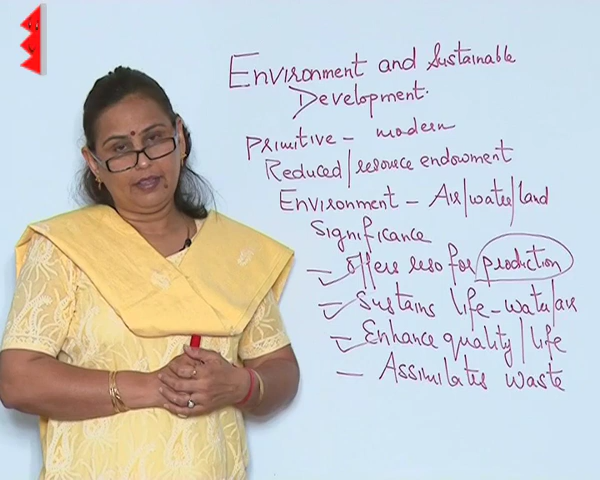 Environment and Sustainable
Development.
Primitive - modern
Reduced/resource endowment
Environment - Air/water/land
Significance
- Offers reso for production
- Sustains life-water/air
- Enhance quality/life
- Assimilates waste